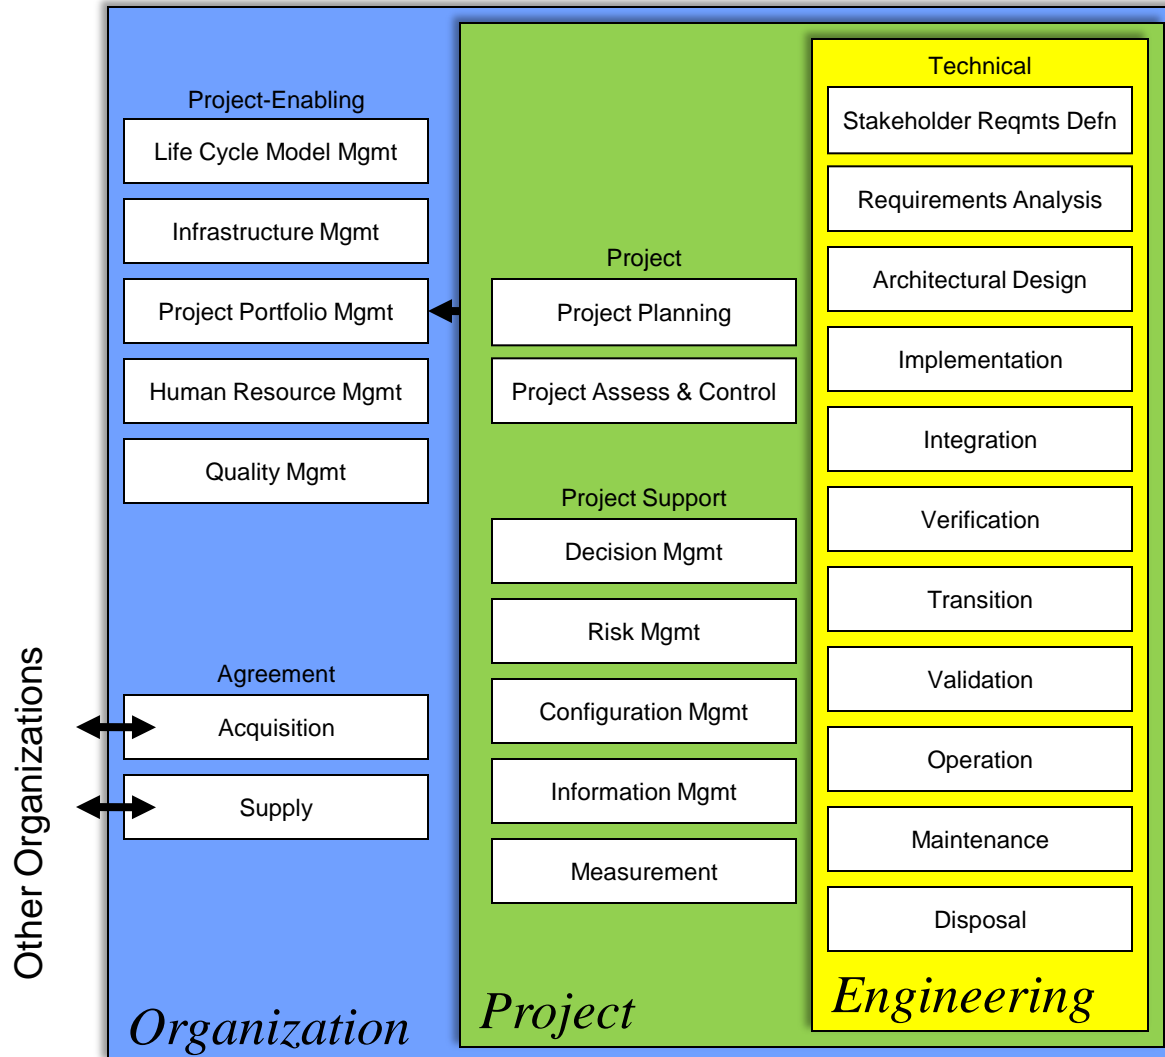 Other Organizations
Project-Enabling
Life Cycle Model Mgmt
Infrastructure Mgmt
Project Portfolio Mgmt
Human Resource Mgmt
Quality Mgmt
Agreement
Acquisition
Supply
Organization
Project
Project Planning
Project Assess & Control
Project Support
Decision Mgmt
Risk Mgmt
Configuration Mgmt
Information Mgmt
Measurement
Project
Technical
Stakeholder Reqmts Defn
Requirements Analysis
Architectural Design
Implementation
Integration
Verification
Transition
Validation
Operation
Maintenance
Disposal
Engineering